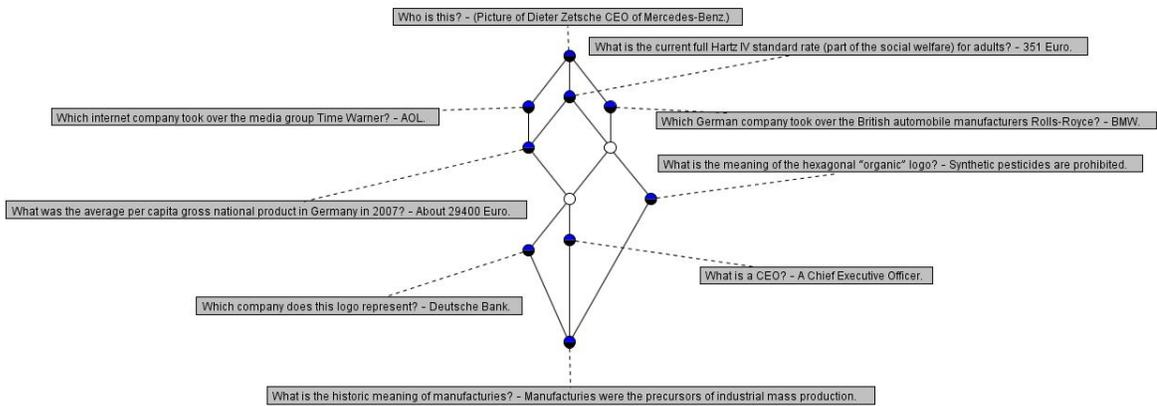 Who is this? - (Picture of Dieter Zetsche CEO of Mercedes-Benz.)
What is the current full Hartz IV standard rate (part of the social welfare) for adults? - 351 Euro.
Which internet company took over the media group Time Warner? - AOL.
Which German company took over the British automobile manufacturers Rolls-Royce? - BMW.
What is the meaning of the hexagonal "organic" logo? - Synthetic pesticides are prohibited.
What was the average per capita gross national product in Germany in 2007? - About 29400 Euro.
What is a CEO? - A Chief Executive Officer.
Which company does this logo represent? - Deutsche Bank.
What is the historic meaning of manufacturies? - Manufacturies were the precursors of industrial mass production.